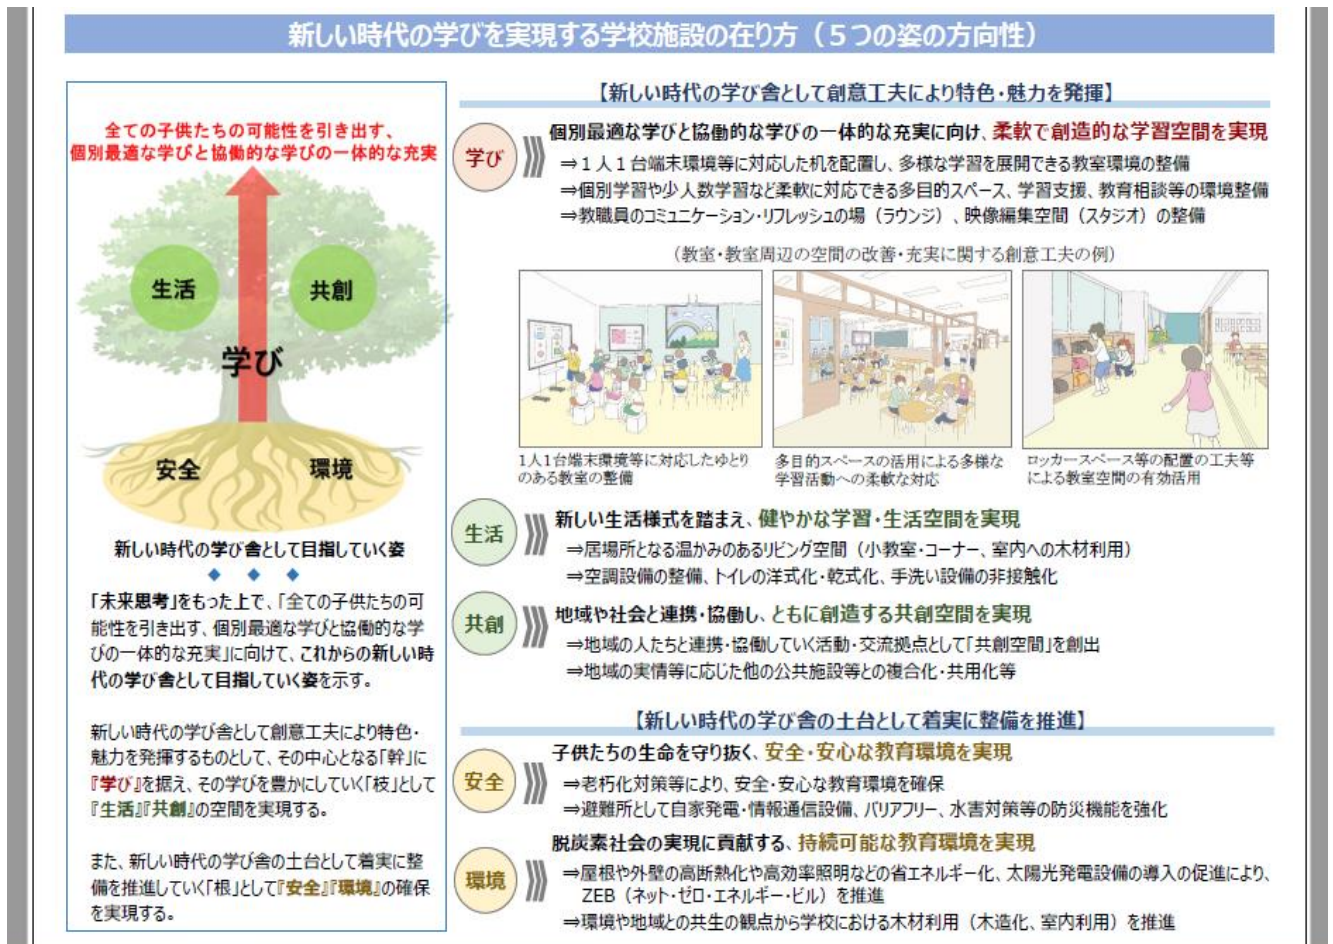 新しい時代の学びを実現する学校施設の在り方（５つの姿の方向性）
全ての子供たちの可能性を引き出す、
個別最適な学びと協働的な学びの一体的な充実
生活
共創
学び
安全
環境
新しい時代の学び舎として目指していく姿
◆ ◆ ◆
「未来思考」をもった上で、「全ての子供たちの可
能性を引き出す、個別最適な学びと協働的な学
びの一体的な充実」に向けて、これからの新しい時
代の学び舎として目指していく姿を示す。
新しい時代の学び舎として創意工夫により特色・
魅力を発揮するものとして、その中心となる「幹」に
『学び』を据え、その学びを豊かにしていく「枝」として
『生活』『共創』の空間を実現する。
また、新しい時代の学び舎の土台として着実に整
備を推進していく「根」として『安全』『環境』の確保
を実現する。
【新しい時代の学び舎として創意工夫により特色・魅力を発揮】
学び
個別最適な学びと協働的な学びの一体的な充実に向け、柔軟で創造的な学習空間を実現
⇒１人１台端末環境等に対応した机を配置し、多様な学習を展開できる教室環境の整備
⇒個別学習や少人数学習など柔軟に対応できる多目的スペース、学習支援、教育相談等の環境整備
⇒教職員のコミュニケーション・リフレッシュの場（ラウンジ）、映像編集空間（スタジオ）の整備
（教室・教室周辺の空間の改善・充実に関する創意工夫の例）
1人1台端末環境等に対応したゆとり
のある教室の整備
多目的スペースの活用による多様な
学習活動への柔軟な対応
ロッカースペース等の配置の工夫等
による教室空間の有効活用
生活
新しい生活様式を踏まえ、健やかな学習・生活空間を実現
⇒居場所となる温かみのあるリビング空間（小教室・コーナー、室内への木材利用）
⇒空調設備の整備、トイレの洋式化・乾式化、手洗い設備の非接触化
共創
地域や社会と連携・協働し、ともに創造する共創空間を実現
⇒地域の人たちと連携・協働していく活動・交流拠点として「共創空間」を創出
⇒地域の実情等に応じた他の公共施設等との複合化・共用化等
【新しい時代の学び舎の土台として着実に整備を推進】
安全
子供たちの生命を守り抜く、安全・安心な教育環境を実現
⇒老朽化対策等により、安全・安心な教育環境を確保
⇒避難所として自家発電・情報通信設備、バリアフリー、水害対策等の防災機能を強化
環境
脱炭素社会の実現に貢献する、持続可能な教育環境を実現
⇒屋根や外壁の高断熱化や高効率照明などの省エネルギー化、太陽光発電設備の導入の促進により、
ZEB（ネット・ゼロ・エネルギー・ビル）を推進
⇒環境や地域との共生の観点から学校における木材利用（木造化、室内利用）を推進